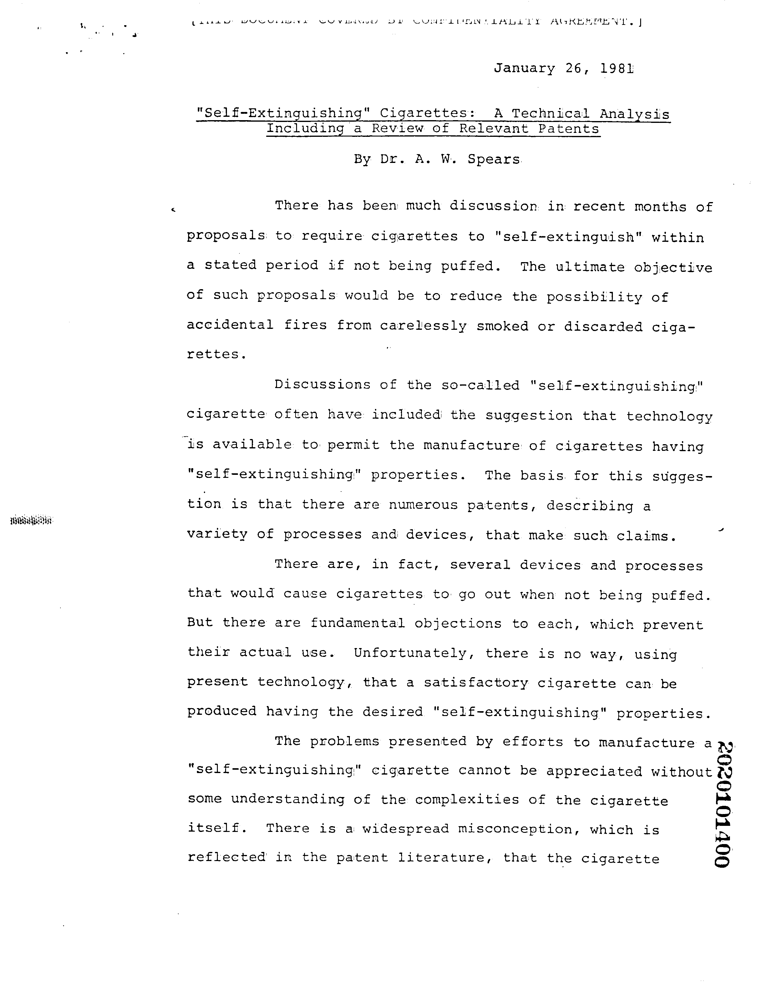 [THIS DOCUMENT COVERED BY CONFIDENTIALITY AGREEMENT.]
January 26, 1981
"Self-Extinguishing" Cigarettes: A Technical Analysis
Including a Review of Relevant Patents
By Dr. A. W. Spears
There has been much discussion in recent months of
proposals to require cigarettes to "self-extinguish" within
a stated period if not being puffed. The ultimate objective
of such proposals would be to reduce the possibility of
accidental fires from carelessly smoked or discarded ciga-
rettes.
Discussions of the so-called "self-extinguishing"
cigarette often have included the suggestion that technology
is available to permit the manufacture of cigarettes having
"self-extinguishing" properties. The basis for this sugges-
tion is that there are numerous patents, describing a
variety of processes and devices, that make such claims.
There are, in fact, several devices and processes
that would cause cigarettes to go out when not being puffed.
But there are fundamental objections to each, which prevent
their actual use. Unfortunately, there is no way, using
present technology, that a satisfactory cigarette can be
produced having the desired "self-extinguishing" properties.
The problems presented by efforts to manufacture a
"self-extinguishing" cigarette cannot be appreciated without
some understanding of the complexities of the cigarette
itself. There is a widespread misconception, which is
reflected in the patent literature, that the cigarette
2020101400